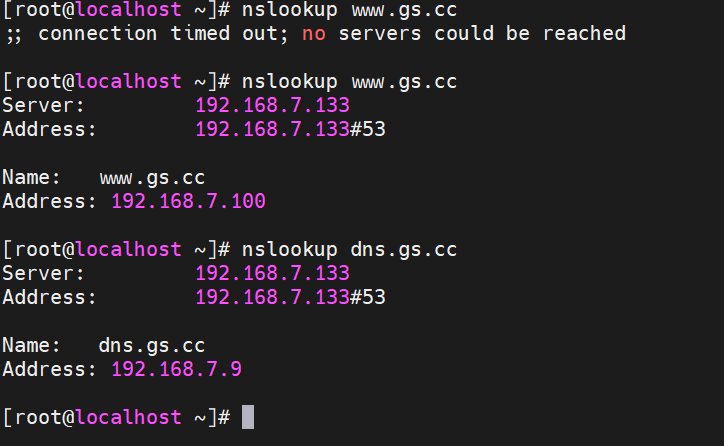 [root@localhost ~]# nslookup www.gs.cc
;; connection timed out; no servers could be reached
[root@localhost ~]# nslookup www.gs.cc
Server:         192.168.7.133
Address:        192.168.7.133#53
Name:   www.gs.cc
Address: 192.168.7.100
[root@localhost ~]# nslookup dns.gs.cc
Server:         192.168.7.133
Address:        192.168.7.133#53
Name:   dns.gs.cc
Address: 192.168.7.9
[root@localhost ~]#